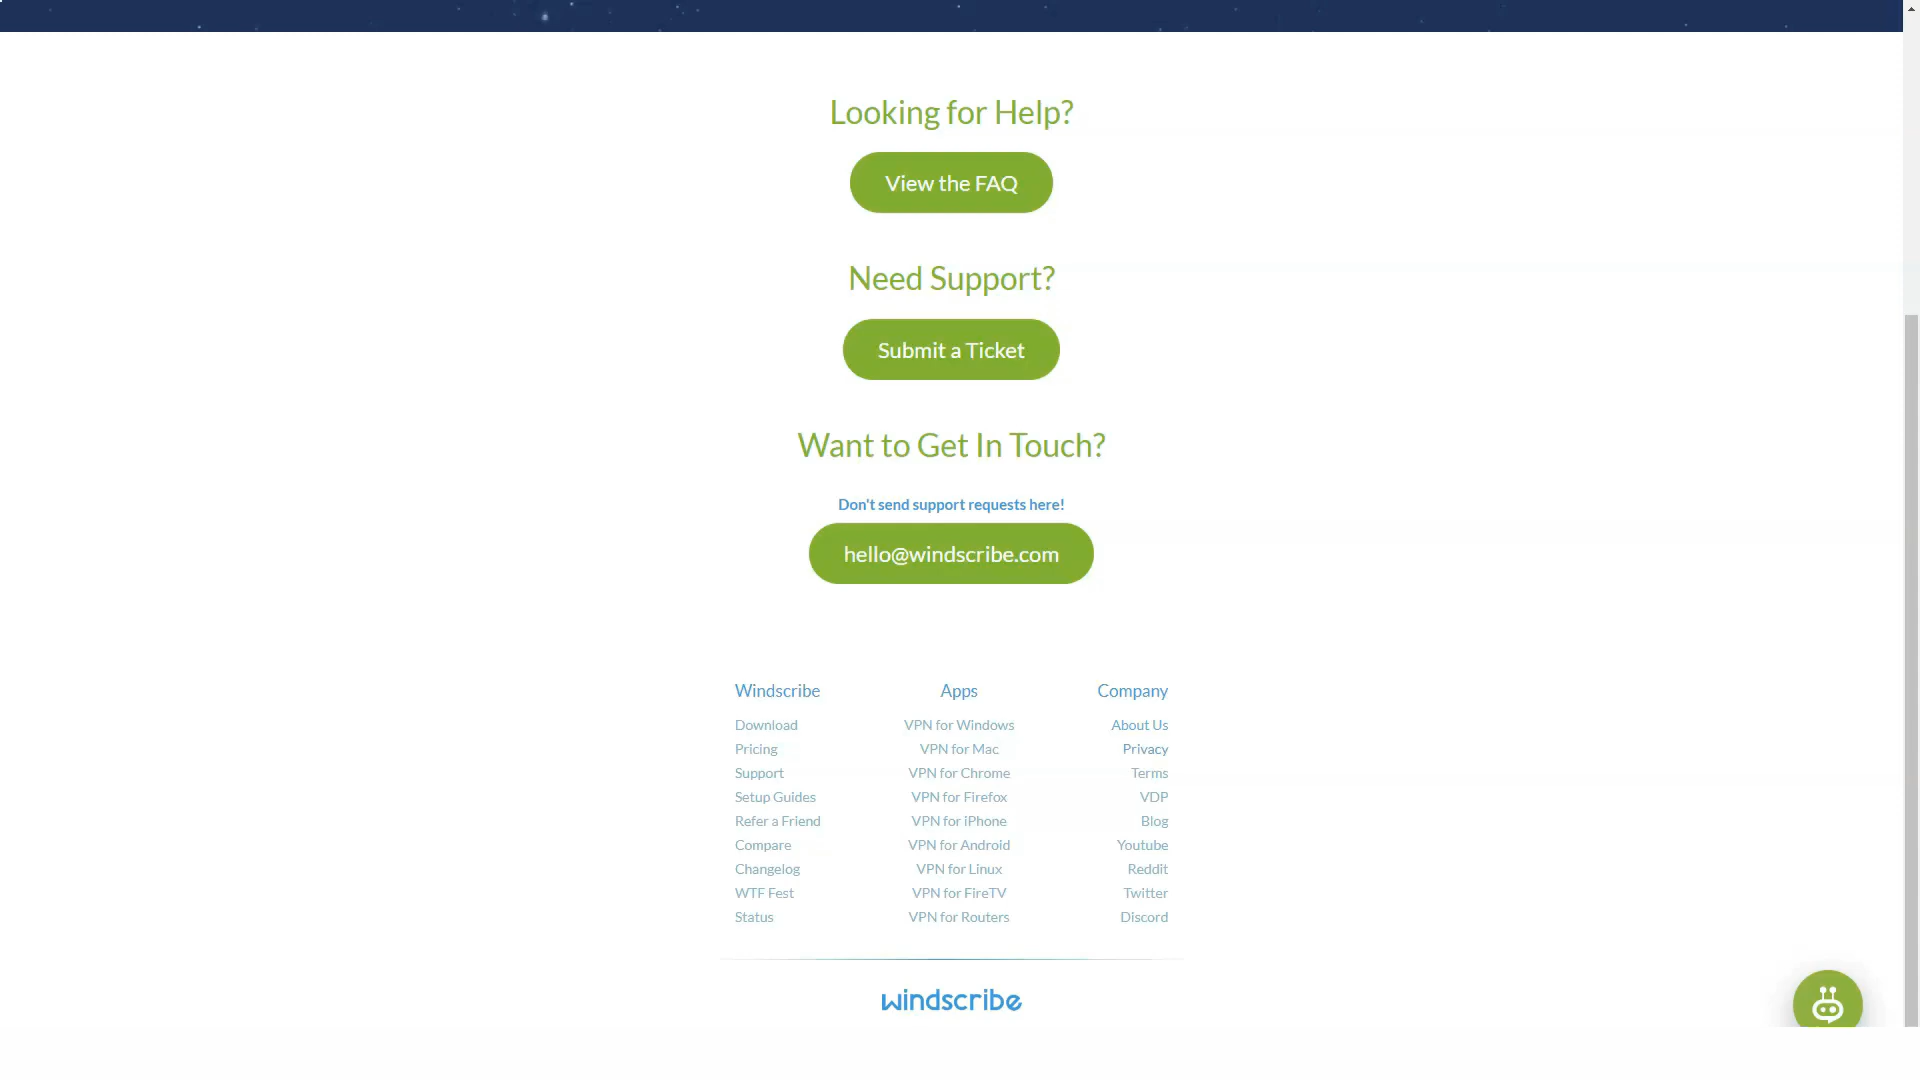 Looking for Help?
View the FAQ
Need Support?
Submit a Ticket
Want to Get In Touch?
Don't send support requests here!
hello@windscribe.com
Windscribe
Download
Pricing
Support
Setup Guides
Refer a Friend
Compare
Changelog
WTF Fest
Status
Apps
VPN for Windows
VPN for Mac
VPN for Chrome
VPN for Firefox
VPN for iPhone
VPN for Android
VPN for Linux
VPN for FireTV
VPN for Routers
Company
About Us
Privacy
Terms
VDP
Blog
Youtube
Reddit
Twitter
Discord
windscribe